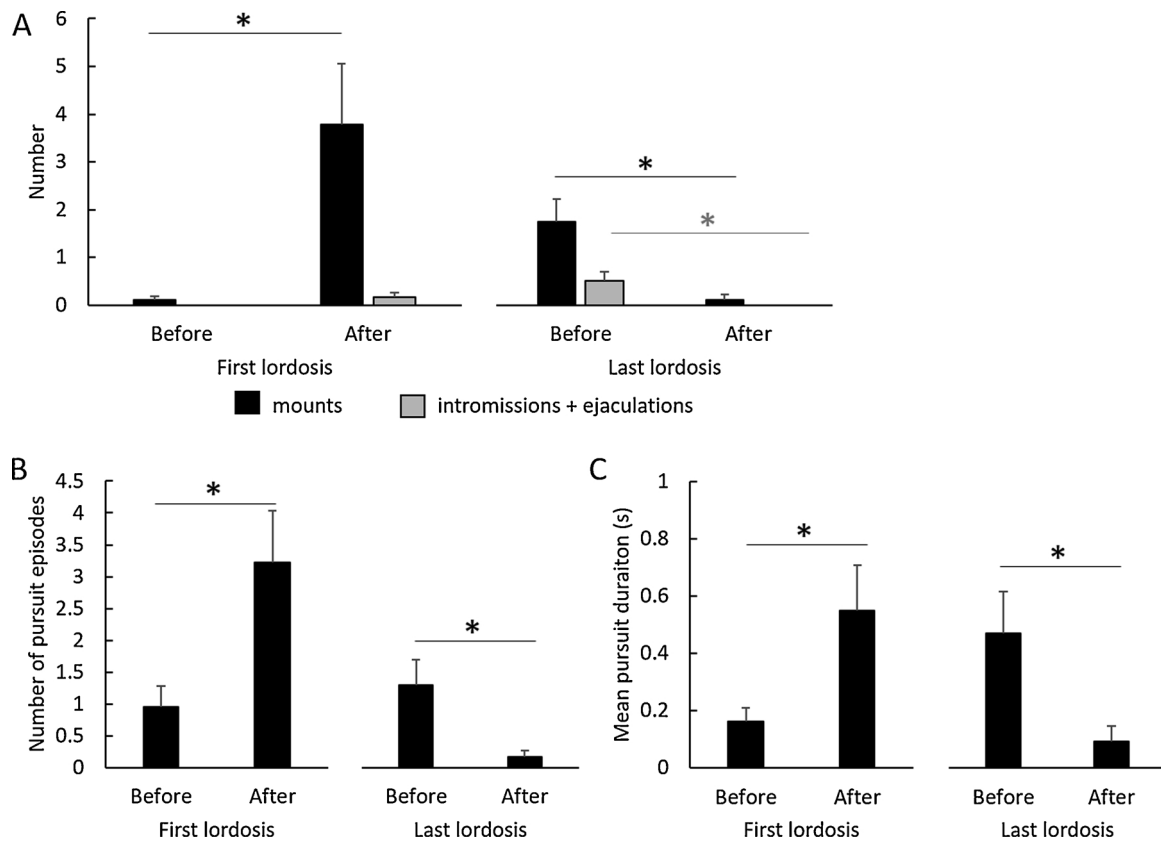 A
6
5
4
3
2
1
0
Number
*
*
*
Before After Before After
First lordosis Last lordosis
mounts intromissions + ejaculations
B
4.5
4
3.5
3
2.5
2
1.5
1
0.5
0
Number of pursuit episodes
*
*
Before After Before After
First lordosis Last lordosis
C
1
0.8
0.6
0.4
0.2
0
Mean pursuit duraiton (s)
*
*
Before After Before After
First lordosis Last lordosis